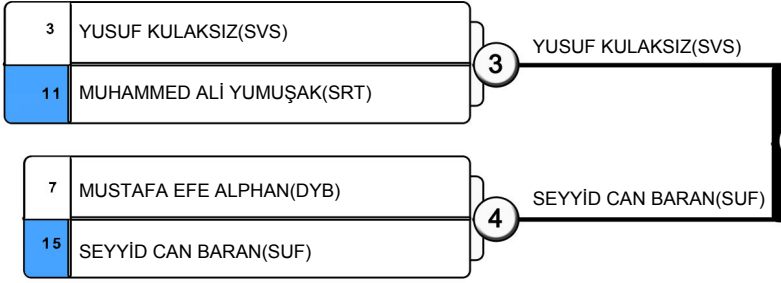 3 YUSUF KULAKSIZ(SVS)
3 YUSUF KULAKSIZ(SVS)
11 MUHAMMED ALİ YUMUŞAK(SRT)
7 MUSTAFA EFE ALPHAN(DYB)
4 SEYYİD CAN BARAN(SUF)
15 SEYYİD CAN BARAN(SUF)